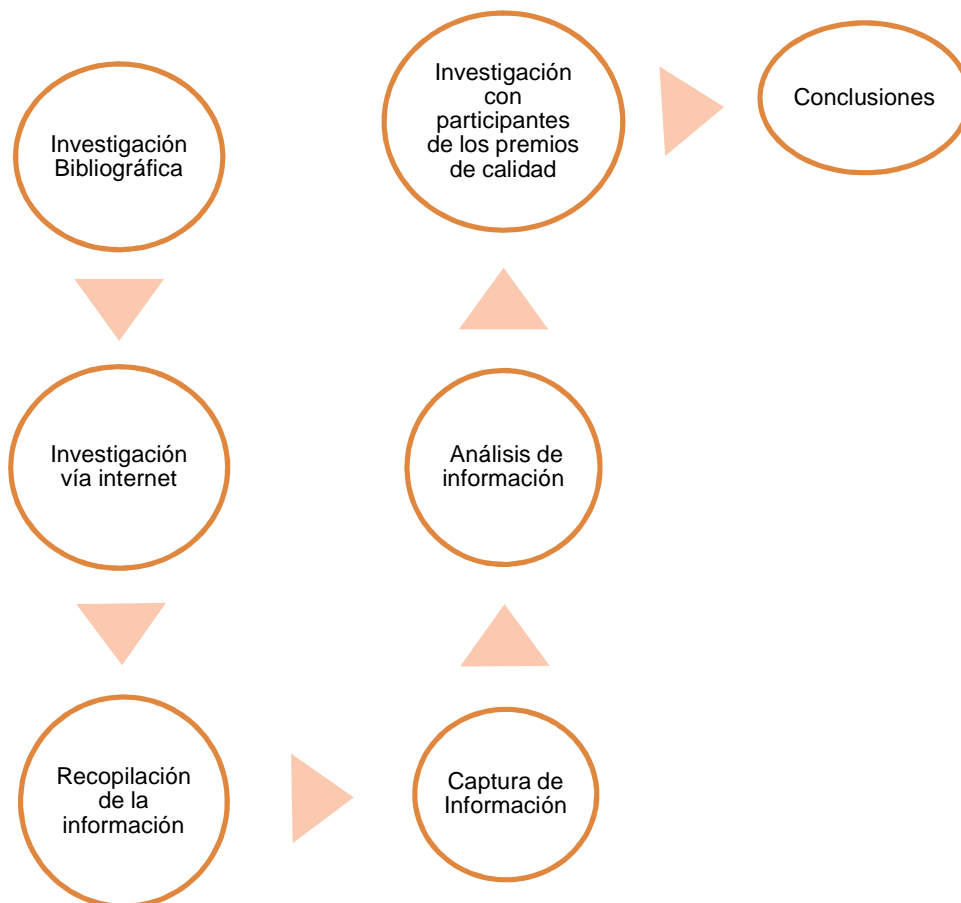 Investigación
Bibliográfica
Investigación
vía internet
Recopilación
de la
información
Captura de
Información
Análisis de
información
Investigación
con
participantes
de los premios
de calidad
Conclusiones